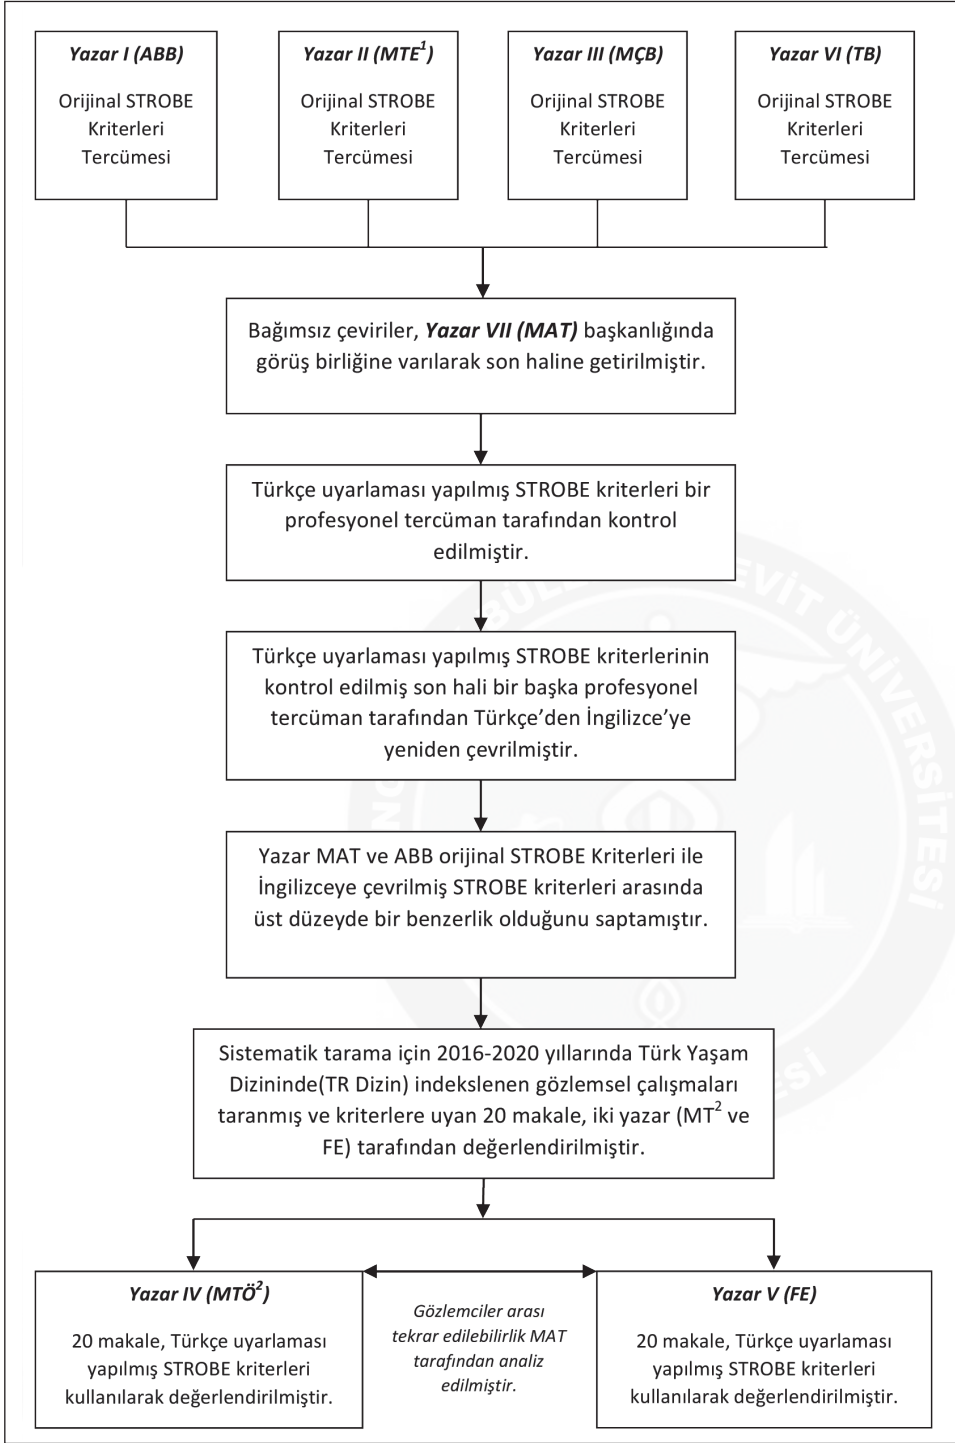 Yazar I (ABB)
Orijinal STROBE
Kriterleri
Tercümesi
Yazar II (MTE¹)
Orijinal STROBE
Kriterleri
Tercümesi
Yazar III (MÇB)
Orijinal STROBE
Kriterleri
Tercümesi
Yazar VI (TB)
Orijinal STROBE
Kriterleri
Tercümesi
Bağımsız çeviriler, Yazar VII (MAT) başkanlığında
görüş birliğine varılarak son haline getirilmiştir.
Türkçe uyarlaması yapılmış STROBE kriterleri bir
profesyonel tercüman tarafından kontrol
edilmiştir.
Türkçe uyarlaması yapılmış STROBE kriterlerinin
kontrol edilmiş son hali bir başka profesyonel
tercüman tarafından Türkçe’den İngilizce’ye
yeniden çevrilmiştir.
Yazar MAT ve ABB orijinal STROBE Kriterleri ile
İngilizceye çevrilmiş STROBE kriterleri arasında
üst düzeyde bir benzerlik olduğunu saptamıştır.
Sistematik tarama için 2016-2020 yıllarında Türk Yaşam
Dizininde(TR Dizin) indekslenen gözlemsel çalışmaları
taranmış ve kriterlere uyan 20 makale, iki yazar (MT² ve
FE) tarafından değerlendirilmiştir.
Yazar IV (MTÖ²)
20 makale, Türkçe uyarlaması
yapılmış STROBE kriterleri
kullanılarak değerlendirilmiştir.
Gözlemciler arası
tekrar edilebilirlik MAT
tarafından analiz
edilmiştir.
Yazar V (FE)
20 makale, Türkçe uyarlaması
yapılmış STROBE kriterleri
kullanılarak değerlendirilmiştir.
EVİT ÜNİVERSİTESİ